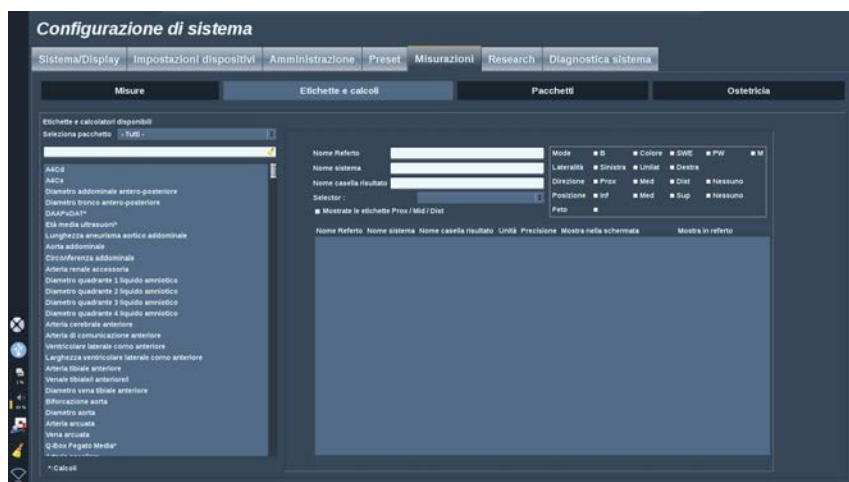 Configurazione di sistema
Sistema/Display Impostazioni dispositivi Amministrazione Preset Misurazioni Research Diagnostica sistema
Misure Etichette e calcoli Pacchetti Ostetricia
Etichette e calcolatori disponibili
Seleziona pacchetto - Tutti -
A4Cd
A4Cs
Diametro addominale antero-posteriore
Diametro tronco antero-posteriore
DAAPxDAT*
Età media ultrasuoni*
Lunghezza aneurisma aortico addominale
Aorta addominale
Circonferenza addominale
Arteria renale accessoria
Diametro quadrante 1 liquido amniotico
Diametro quadrante 2 liquido amniotico
Diametro quadrante 3 liquido amniotico
Diametro quadrante 4 liquido amniotico
Arteria cerebrale anteriore
Arteria di comunicazione anteriore
Ventricolare laterale corno anteriore
Larghezza ventricolare laterale corno anteriore
Arteria tibiale anteriore
Venale tibialeil anterioreil
Diametro vena tibiale anteriore
Biforcazione aorta
Diametro aorta
Arteria arcuata
Vena arcuata
Q-Box Fegato Media*
*:Calcoli
Nome Referto
Nome sistema
Nome casella risultato
Selector :
Mostrate le etichette Prox / Mid / Dist
Mode B Colore SWE PW M
Lateralità Sinistra Unilat Destra
Direzione Prox Med Dist Nessuno
Posizione Inf Med Sup Nessuno
Feto
Nome Referto Nome sistema Nome casella risultato Unità Precisione Mostra nella schermata Mostra in referto